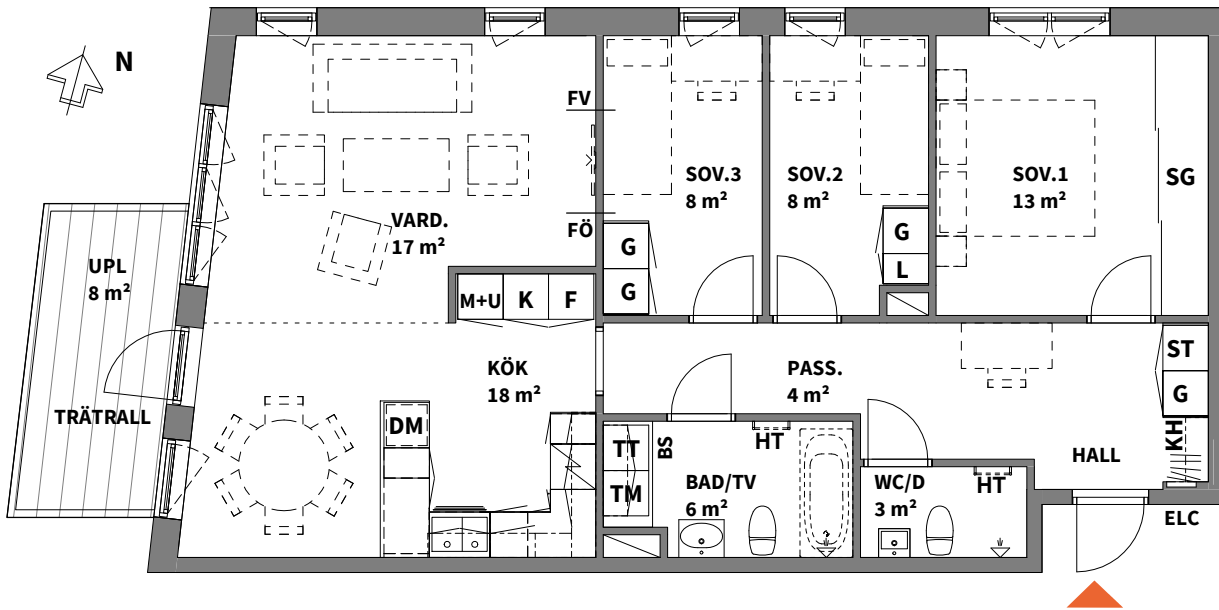 N
FV
FÖ
VARD.
17 m²
SOV.3
8 m²
SOV.2
8 m²
SOV.1
13 m²
SG
UPL
8 m²
TRÄTRALL
G
G
G
L
M+U
K
F
KÖK
18 m²
DM
PASS.
4 m²
ST
G
KH
HALL
ELC
TT
TM
BS
HT
BAD/TV
6 m²
WC/D
3 m²
HT